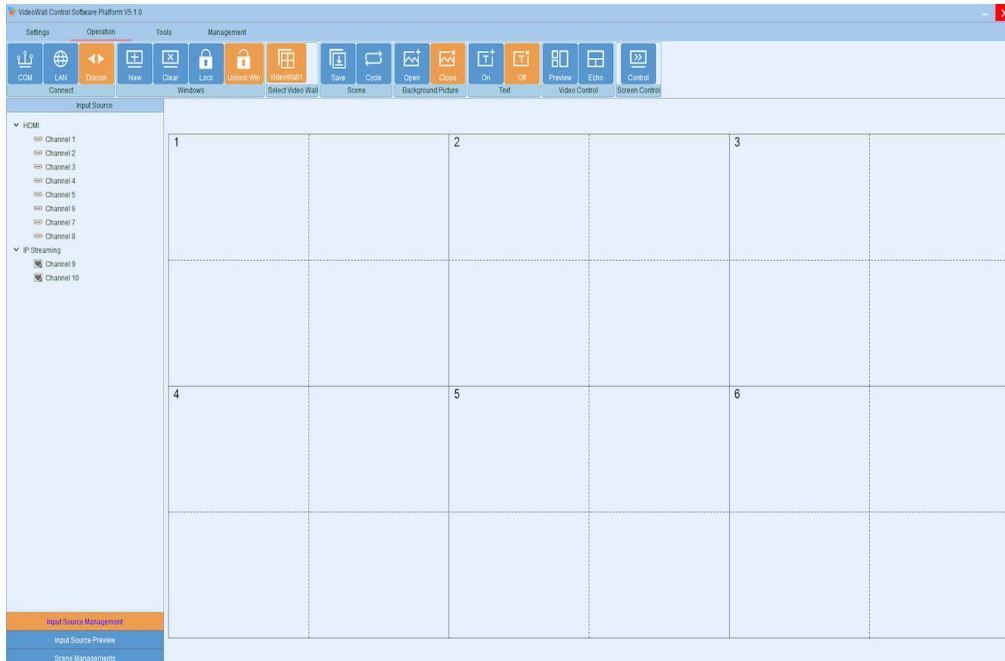 VideoWall Control Software Platform V5.1.0
Settings Operation Tools Management
COM LAN Discon New Clear Lock Unlock Win VideoWall1 Save Cycle Open Close On Off Preview Echo Control
Connect Windows Select Video Wall Scene Background Picture Text Video Control Screen Control
Input Source
HDMI
Channel 1
Channel 2
Channel 3
Channel 4
Channel 5
Channel 6
Channel 7
Channel 8
IP Streaming
Channel 9
Channel 10
1 2 3
4 5 6
Input Source Management
Input Source Preview
Scene Managements